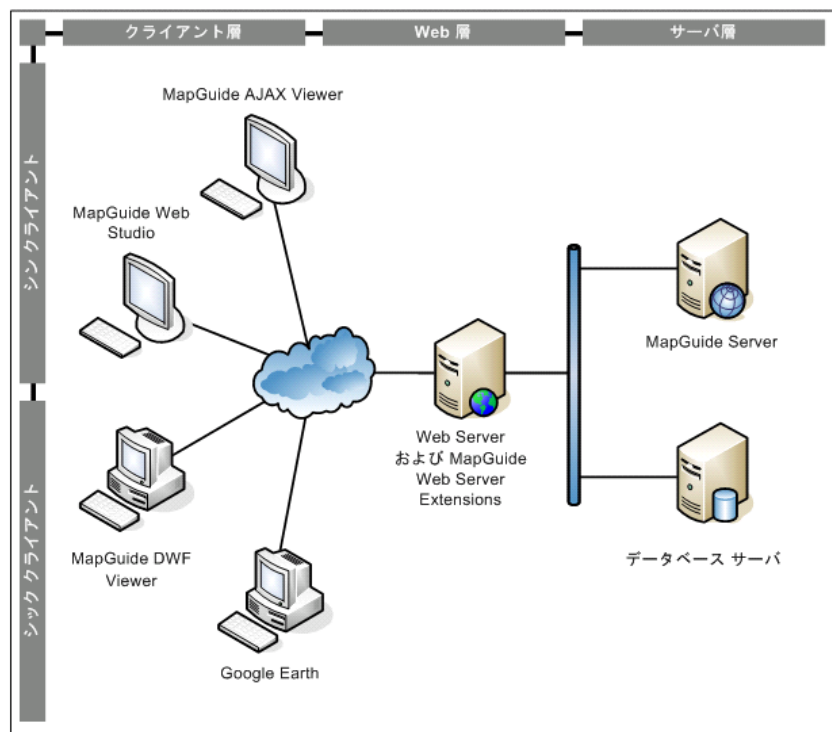 クライアント層
Web 層
サーバ層
シン クライアント
シック クライアント
MapGuide AJAX Viewer
MapGuide Web
Studio
MapGuide DWF
Viewer
Google Earth
Web Server
および MapGuide
Web Server
Extensions
MapGuide Server
データベース サーバ